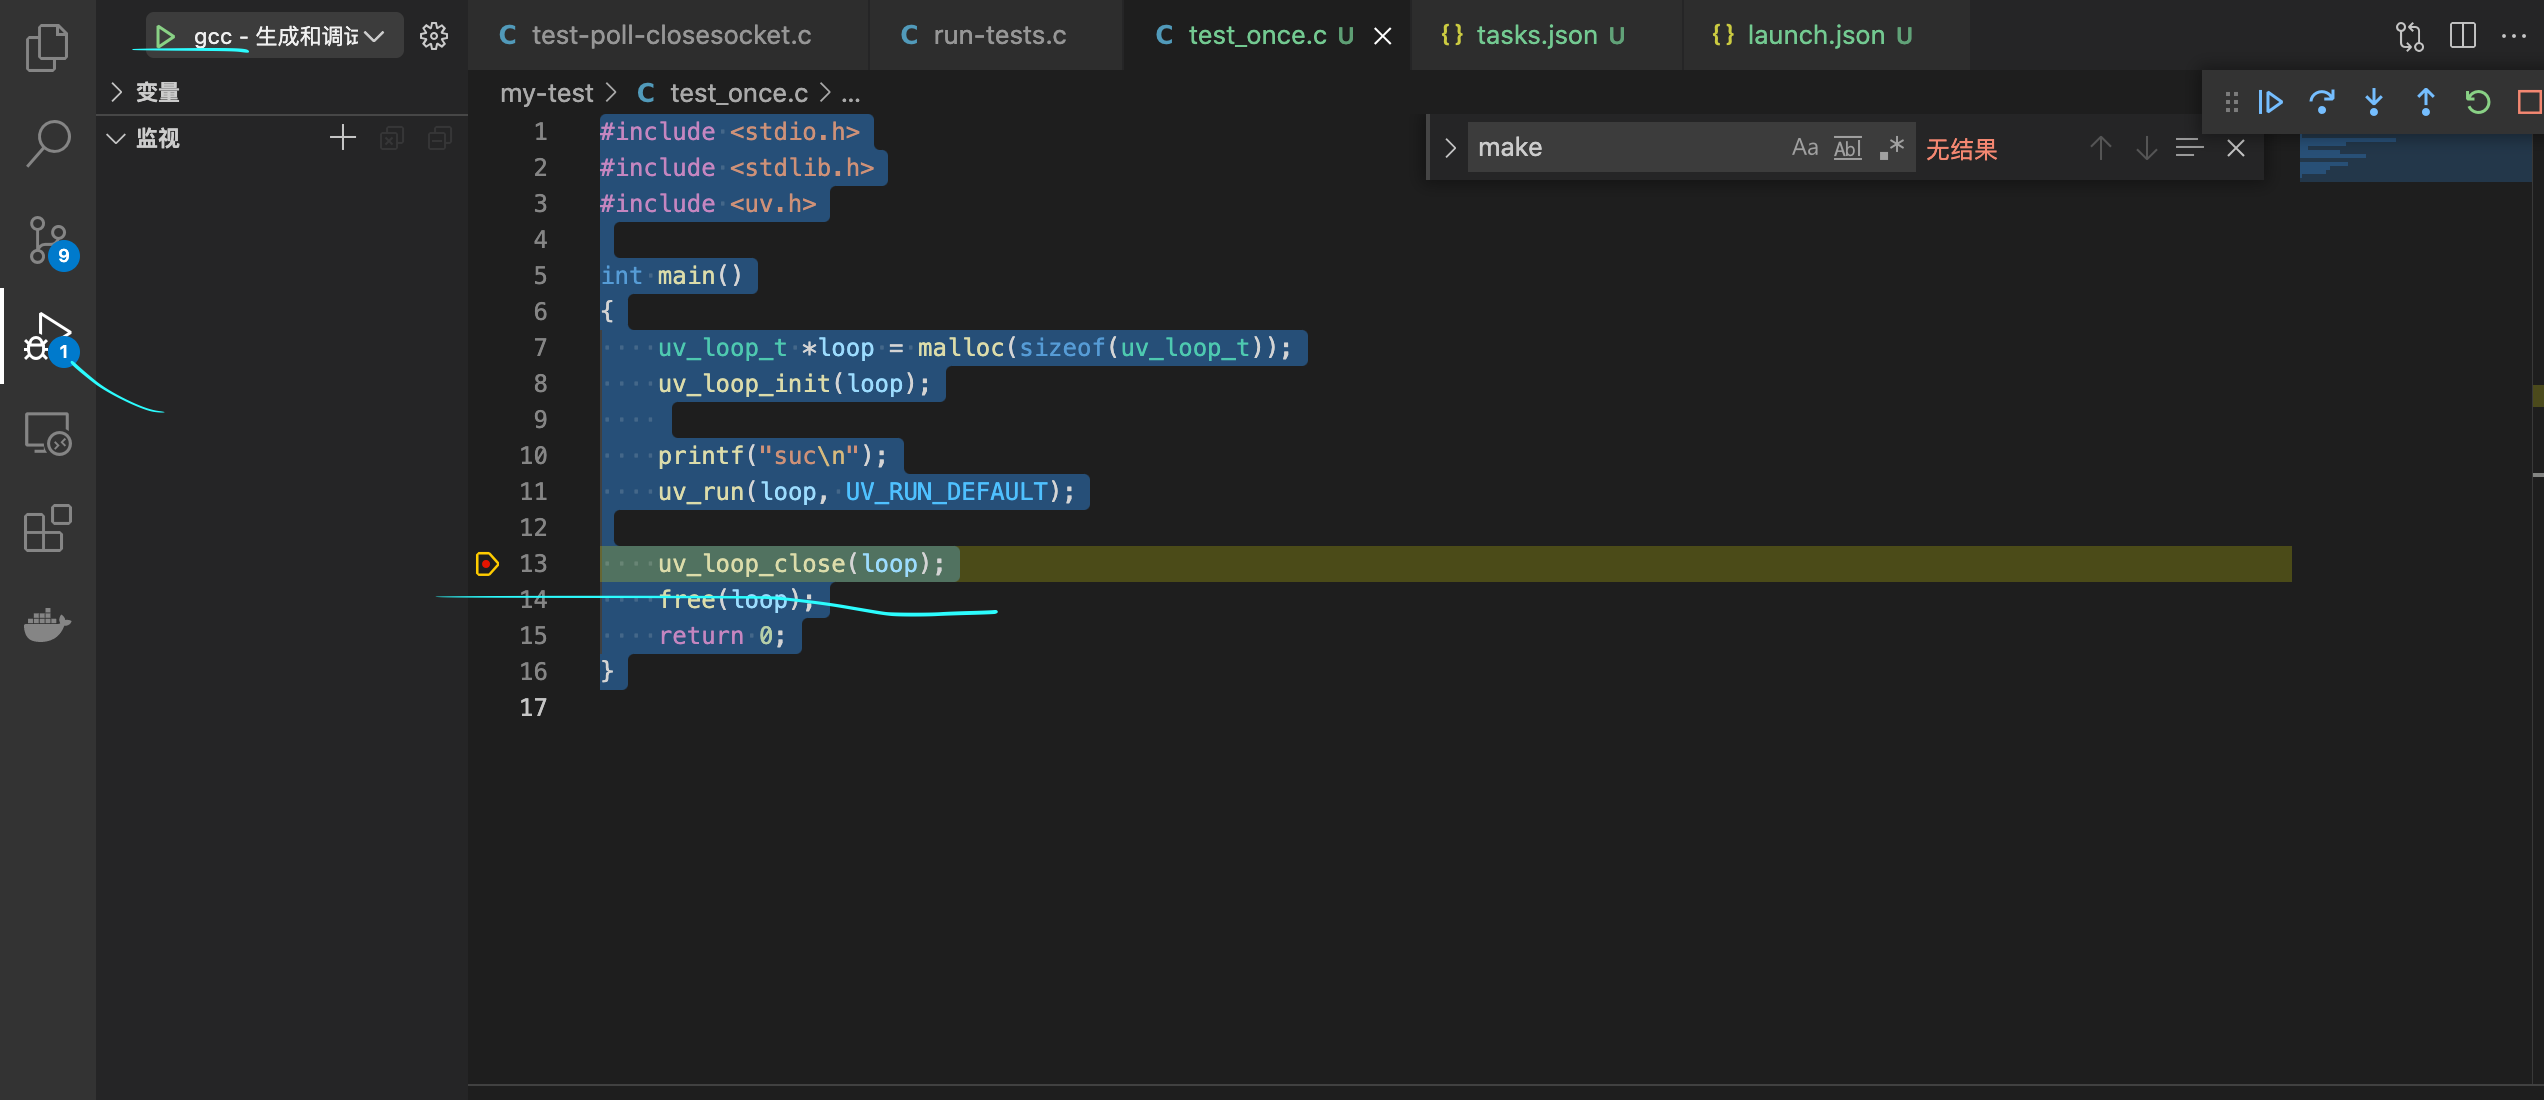 gcc - 生成和调试
test-poll-closesocket.c
run-tests.c
test_once.c U
tasks.json U
launch.json U
变量
监视
9
1
my-test > test_once.c > ...
make
Aa
Abl
.*
无结果
1 #include <stdio.h>
2 #include <stdlib.h>
3 #include <uv.h>
4
5 int main()
6 {
7 uv_loop_t *loop = malloc(sizeof(uv_loop_t));
8 uv_loop_init(loop);
9
10 printf("suc\n");
11 uv_run(loop, UV_RUN_DEFAULT);
12
13 uv_loop_close(loop);
14 free(loop);
15 return 0;
16 }
17